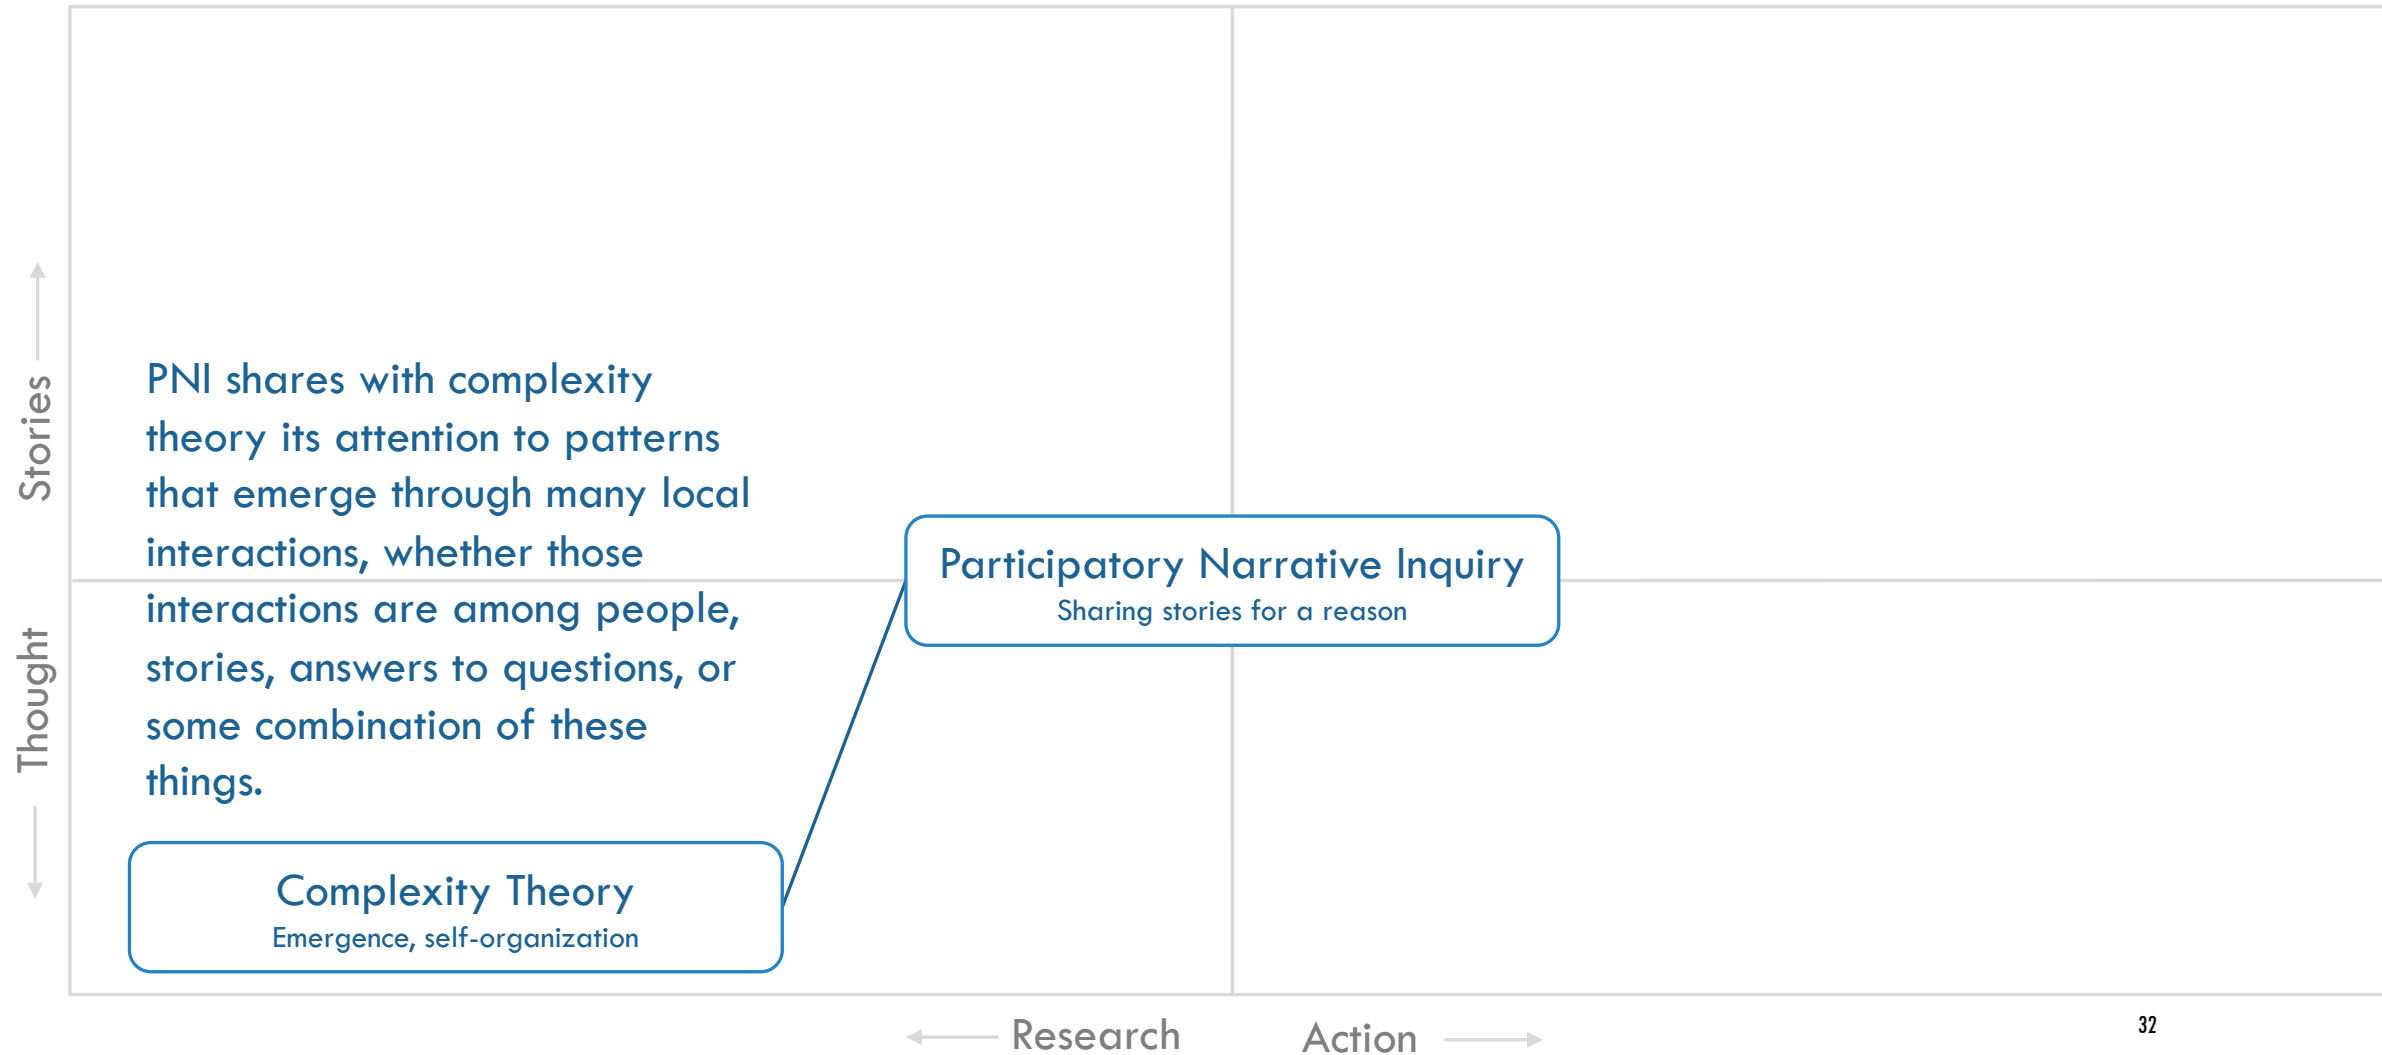 PNI shares with complexity
theory its attention to patterns
that emerge through many local
interactions, whether those
interactions are among people,
stories, answers to questions, or
some combination of these
things.
Participatory Narrative Inquiry
Sharing stories for a reason
Complexity Theory
Emergence, self-organization
Stories
Thought
Research
Action
32